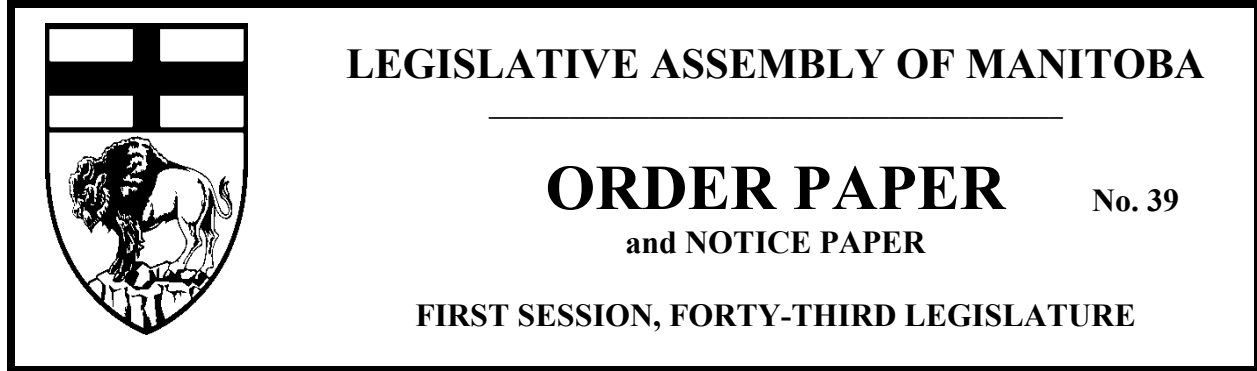 LEGISLATIVE ASSEMBLY OF MANITOBA
ORDER PAPER No. 39
and NOTICE PAPER
FIRST SESSION, FORTY-THIRD LEGISLATURE